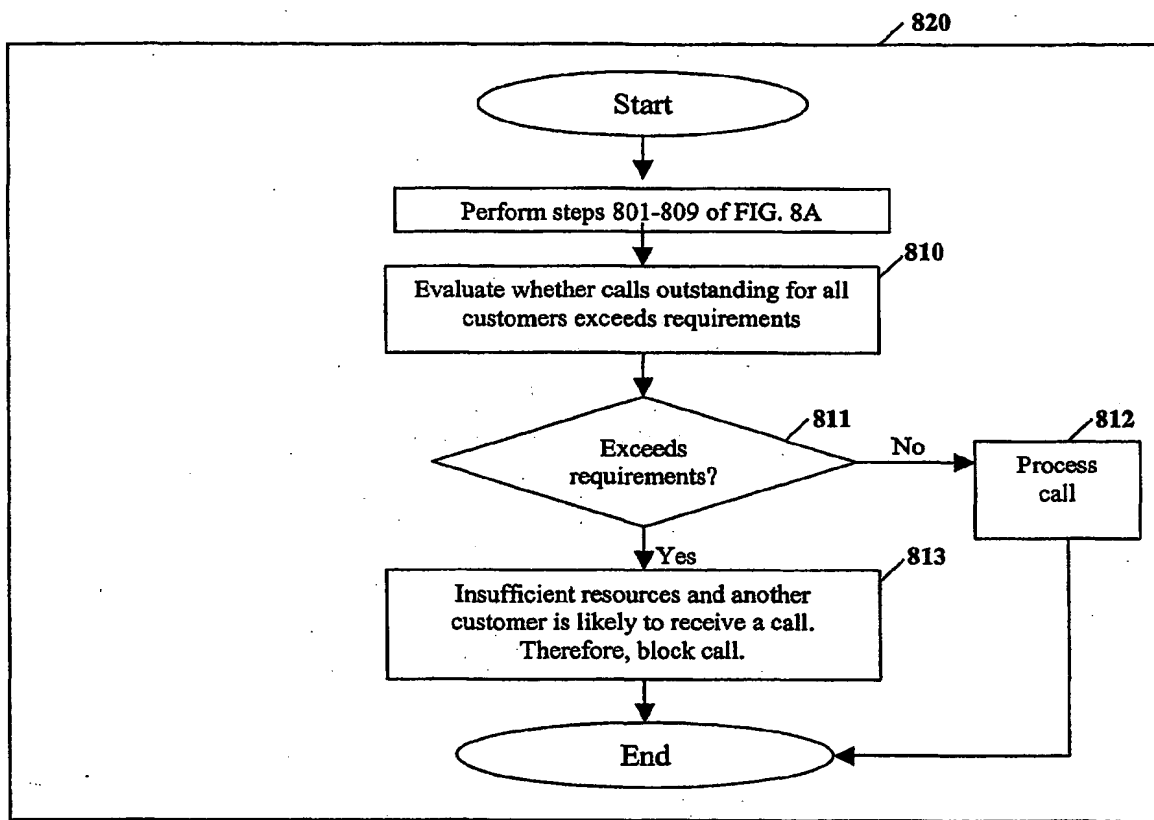 820
Start
Perform steps 801-809 of FIG. 8A
810
Evaluate whether calls outstanding for all
customers exceeds requirements
811
Exceeds
requirements?
No
812
Process
call
Yes
813
Insufficient resources and another
customer is likely to receive a call.
Therefore, block call.
End